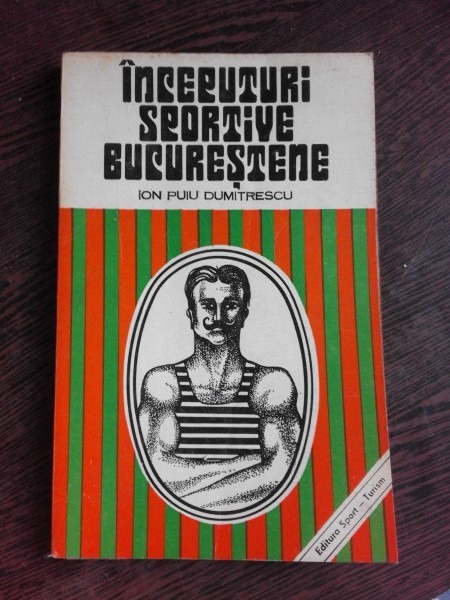 ÎNCEPUTURI
SPORTIVE
BUCUREȘTENE
ION PUIU DUMITRESCU
Editura Sport - Turism